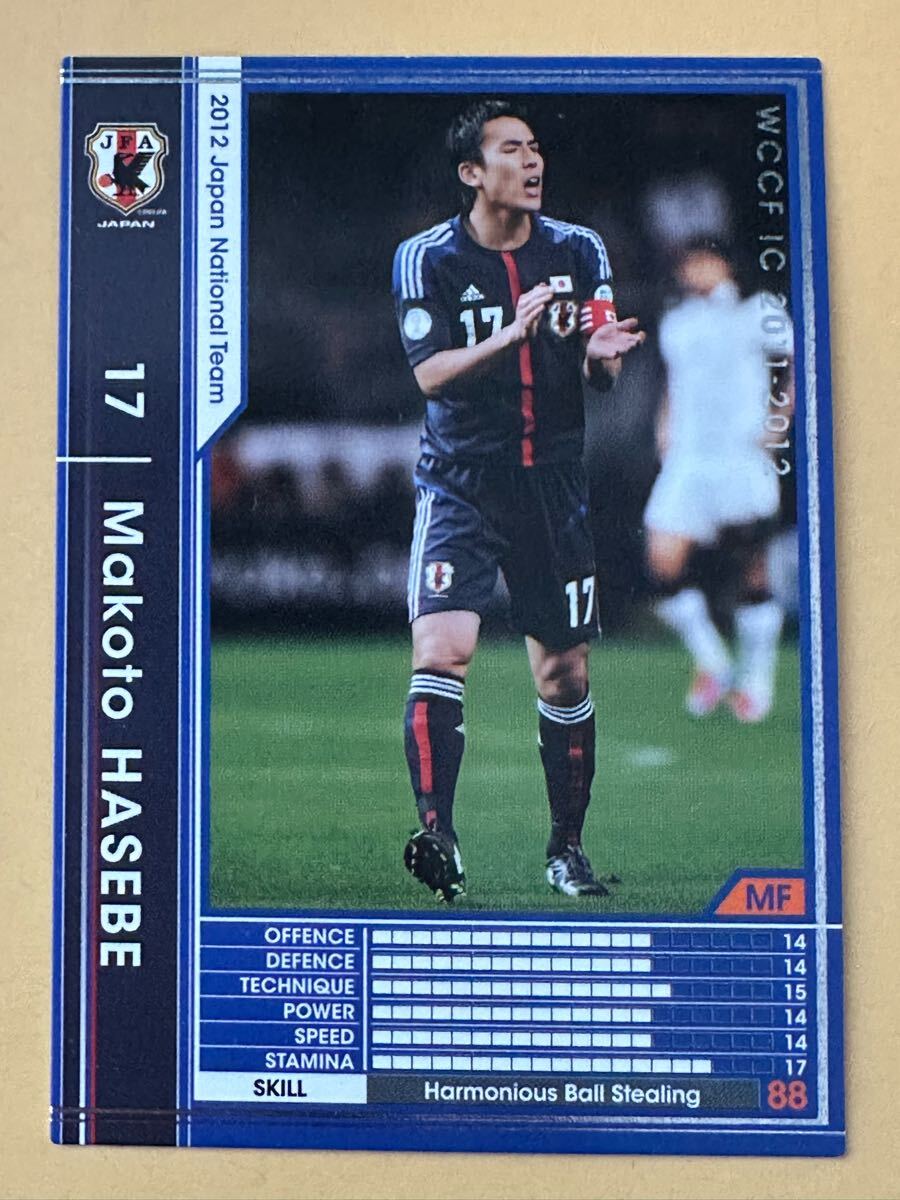 JFA
JAPAN
2012 Japan National Team
WCCF IC 2011-2012
17
Makoto HASEBE
adidas
17
17
MF
OFFENCE 14
DEFENCE 14
TECHNIQUE 15
POWER 14
SPEED 14
STAMINA 17
SKILL Harmonious Ball Stealing 88